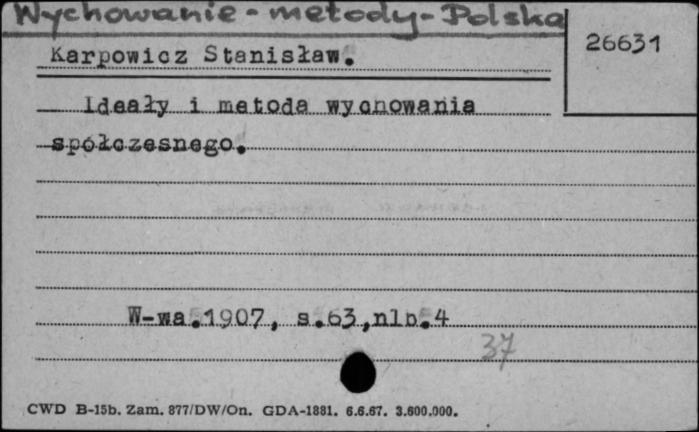 Wychowanie - metody - Polska
26631
Karpowicz Stanisław.
Ideały i metoda wychowania
spółczesnego.
W-wa.1907, s.63,nlb.4
37
CWD B-15b. Zam. 877/DW/On. GDA-1881. 6.6.67. 3.600.000.